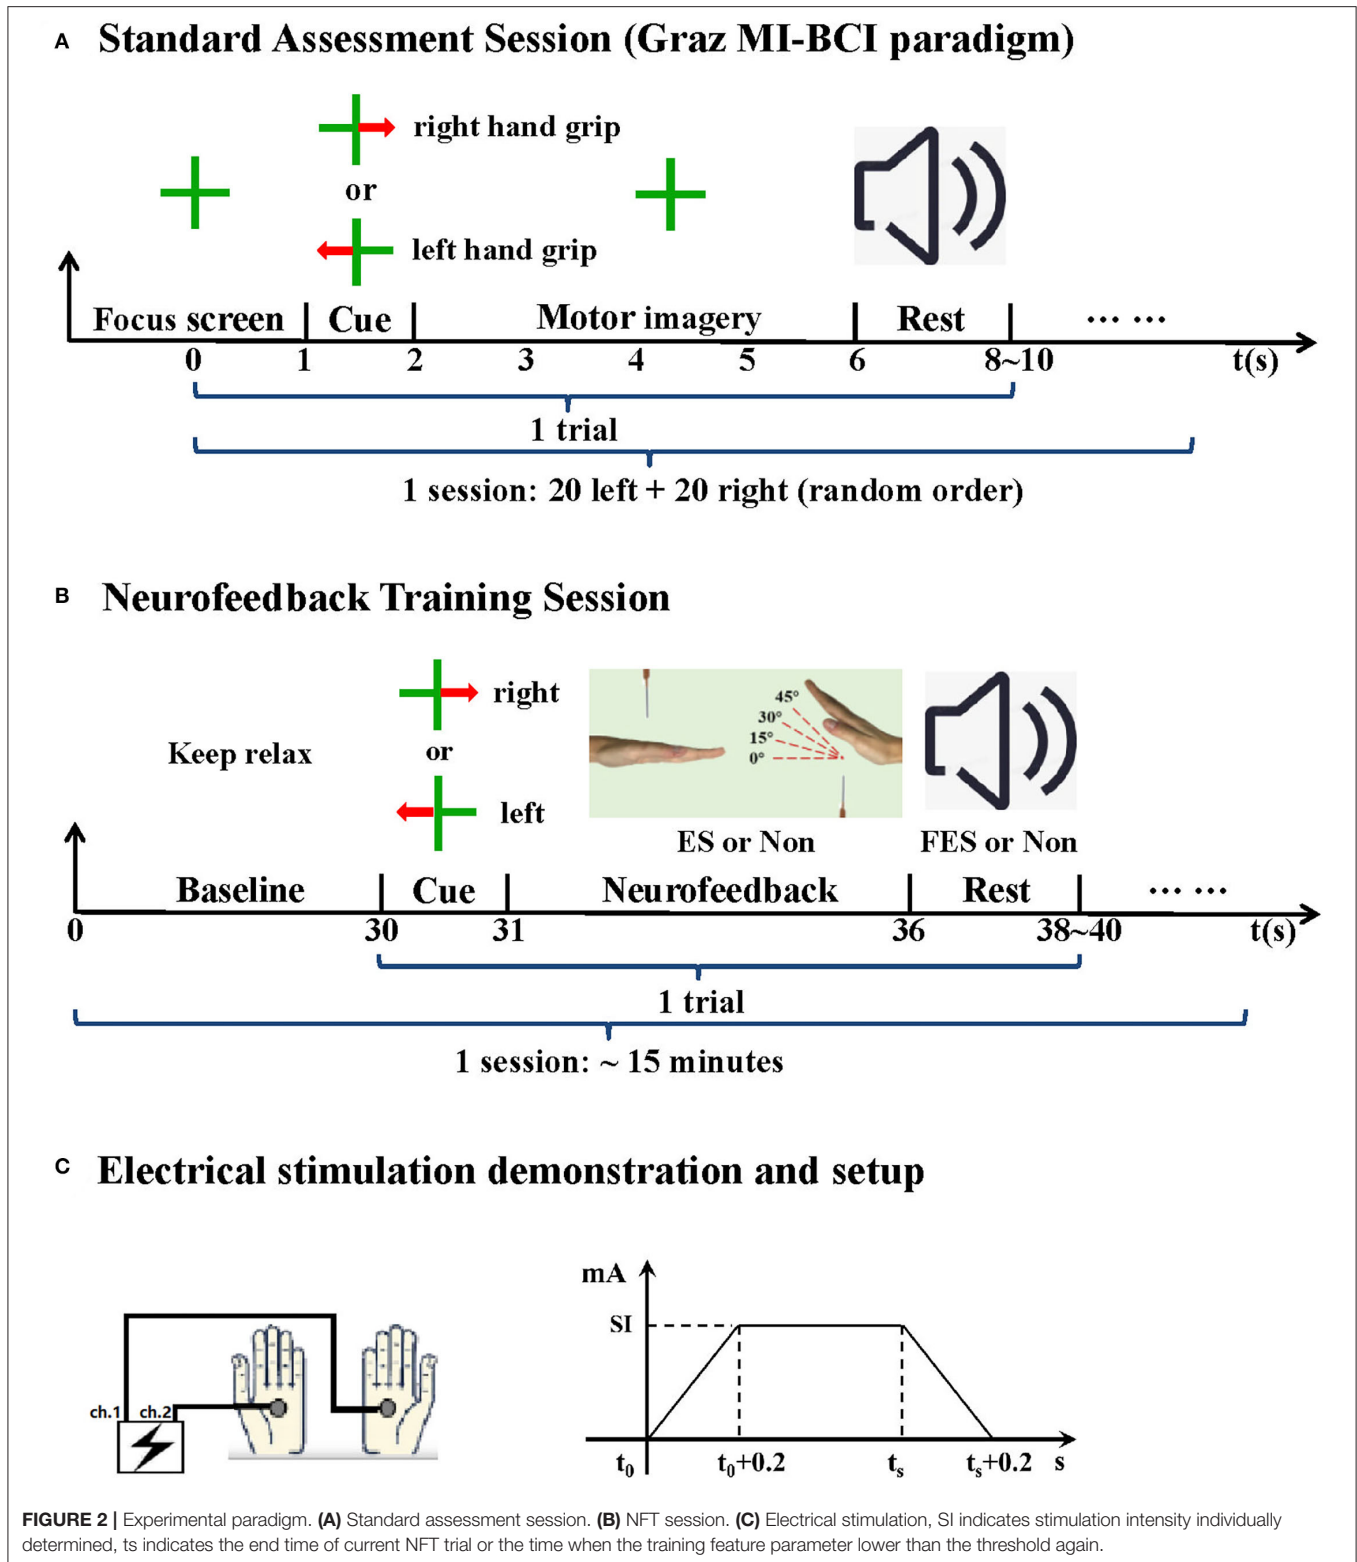 A Standard Assessment Session (Graz MI-BCI paradigm)
right hand grip
or
left hand grip
Focus screen | Cue | Motor imagery | Rest | ... ...
0 1 2 3 4 5 6 8~10 t(s)
1 trial
1 session: 20 left + 20 right (random order)
B Neurofeedback Training Session
right
Keep relax
or
left
45°
30°
15°
0°
ES or Non
FES or Non
Baseline | Cue | Neurofeedback | Rest | ... ...
0 30 31 36 38~40 t(s)
1 trial
1 session: ~ 15 minutes
C Electrical stimulation demonstration and setup
ch.1 ch.2
mA
SI
t0 t0+0.2 ts ts+0.2 s
FIGURE 2 | Experimental paradigm. (A) Standard assessment session. (B) NFT session. (C) Electrical stimulation, SI indicates stimulation intensity individually
determined, ts indicates the end time of current NFT trial or the time when the training feature parameter lower than the threshold again.